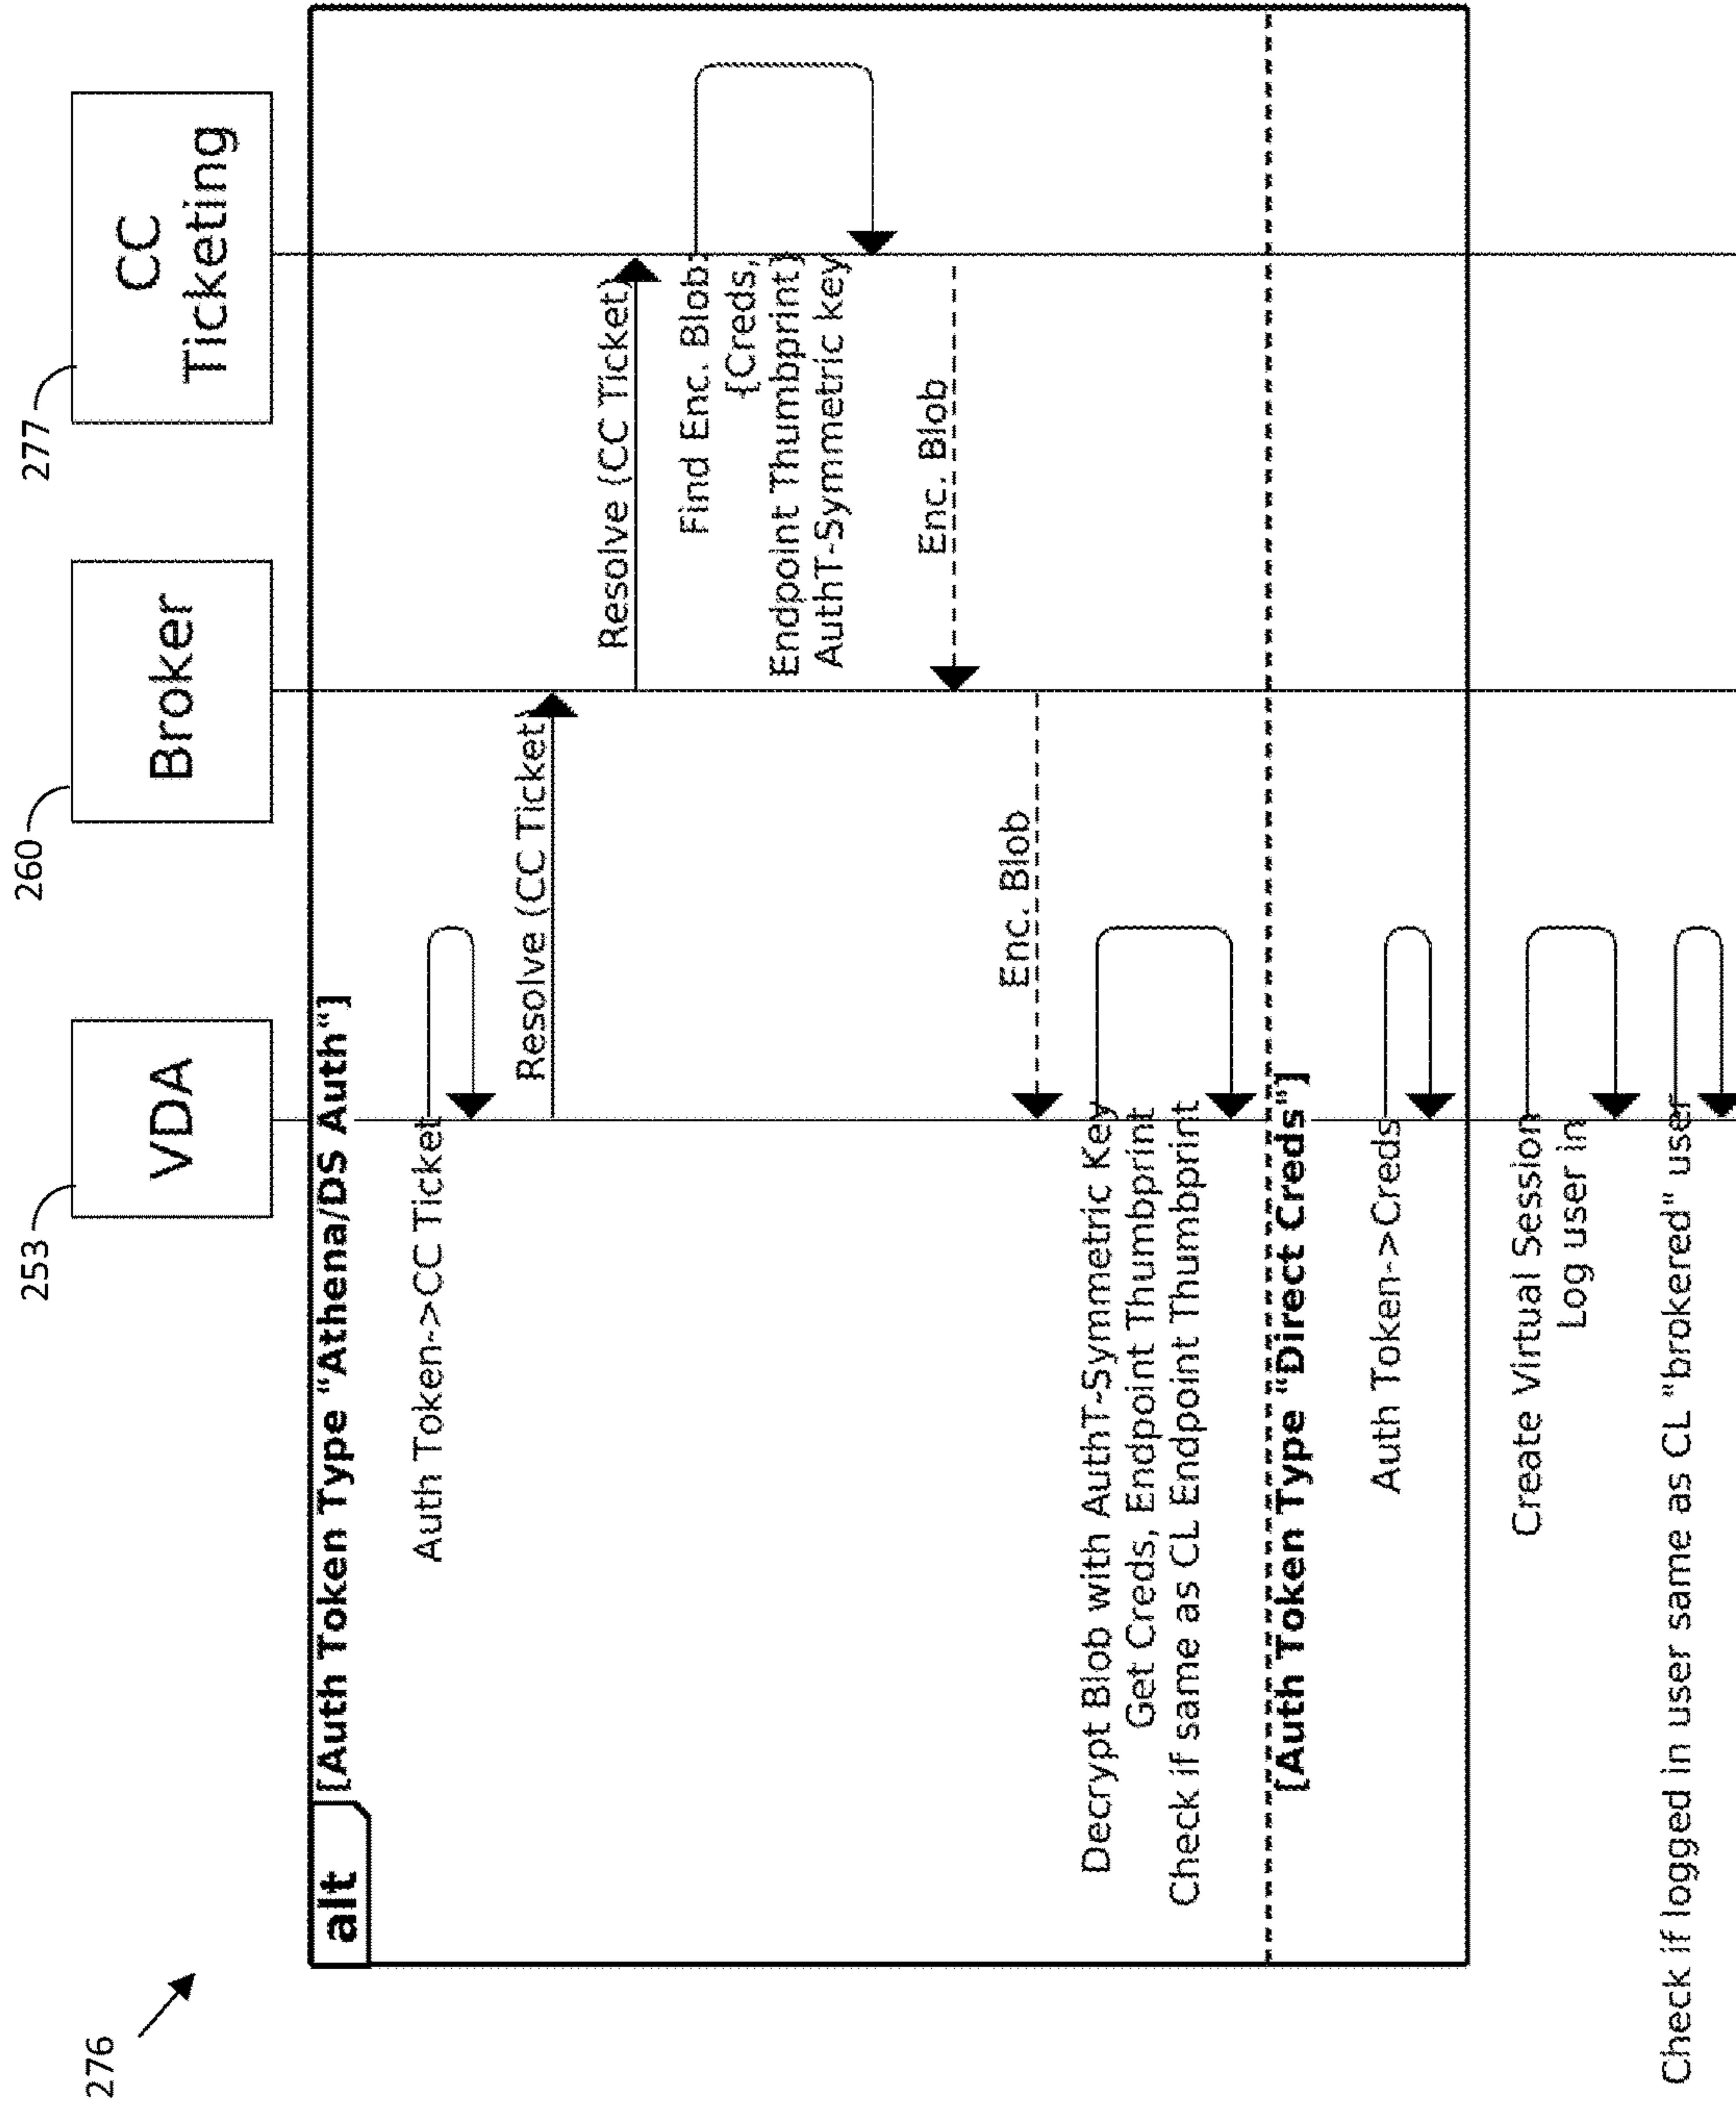 276
253
260
277
VDA
Broker
CC
Ticketing
alt
[Auth Token Type "Athena/DS Auth"]
Auth Token->CC Ticket
Resolve (CC Ticket)
Resolve (CC Ticket)
Find Enc. Blob:
{Creds,
Endpoint Thumbprint}
AuthT-Symmetric key
Enc. Blob
Enc. Blob
Decrypt Blob with AuthT-Symmetric Key
Get Creds, Endpoint Thumbprint
Check if same as CL Endpoint Thumbprint
[Auth Token Type "Direct Creds"]
Auth Token->Creds
Create Virtual Session
Log user in
Check if logged in user same as CL "brokered" user